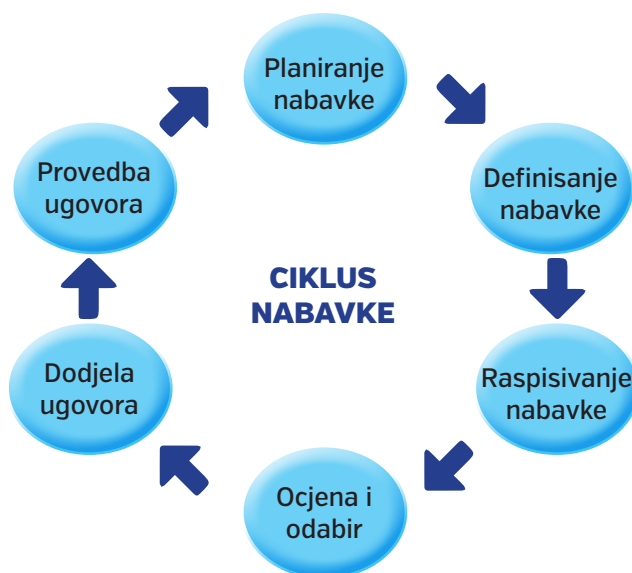 Planiranje
nabavke
Definisanje
nabavke
Raspisivanje
nabavke
Ocjena i
odabir
Dodjela
ugovora
Provedba
ugovora
CIKLUS
NABAVKE